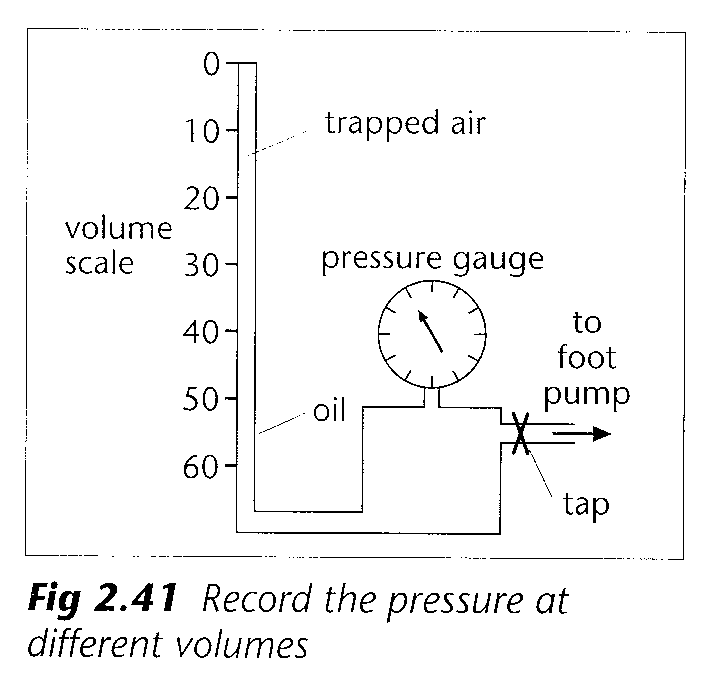 0
10
trapped air
20
volume
scale
30
pressure gauge
40
to
foot
pump
50
oil
60
tap
Fig 2.41 Record the pressure at
different volumes